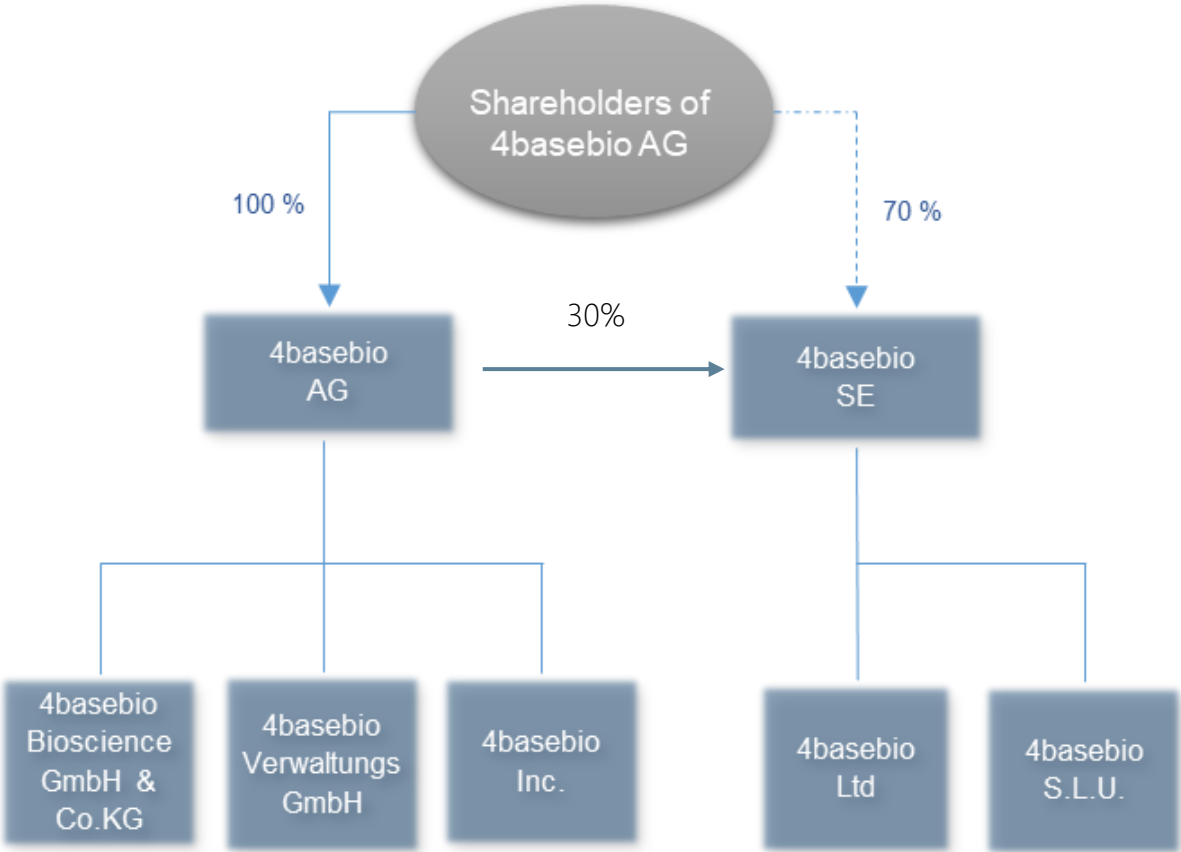 Shareholders of
4basebio AG
100 %
70 %
30%
4basebio
AG
4basebio
SE
4basebio
Bioscience
GmbH &
Co.KG
4basebio
Verwaltungs
GmbH
4basebio
Inc.
4basebio
Ltd
4basebio
S.L.U.